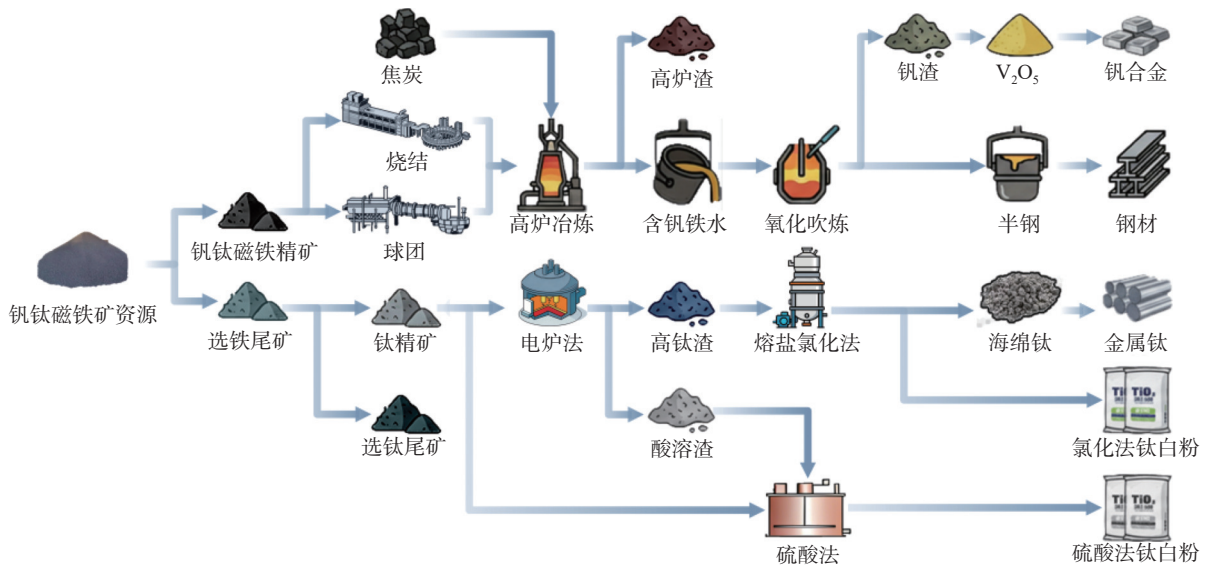 焦炭
高炉渣
钒渣
V₂O₅
钒合金
烧结
钒钛磁铁精矿
球团
高炉冶炼
含钒铁水
氧化吹炼
半钢
钢材
钒钛磁铁矿资源
选铁尾矿
钛精矿
电炉法
高钛渣
熔盐氯化法
海绵钛
金属钛
选钛尾矿
酸溶渣
TiO₂
TiO₂
氯化法钛白粉
硫酸法
TiO₂
TiO₂
硫酸法钛白粉